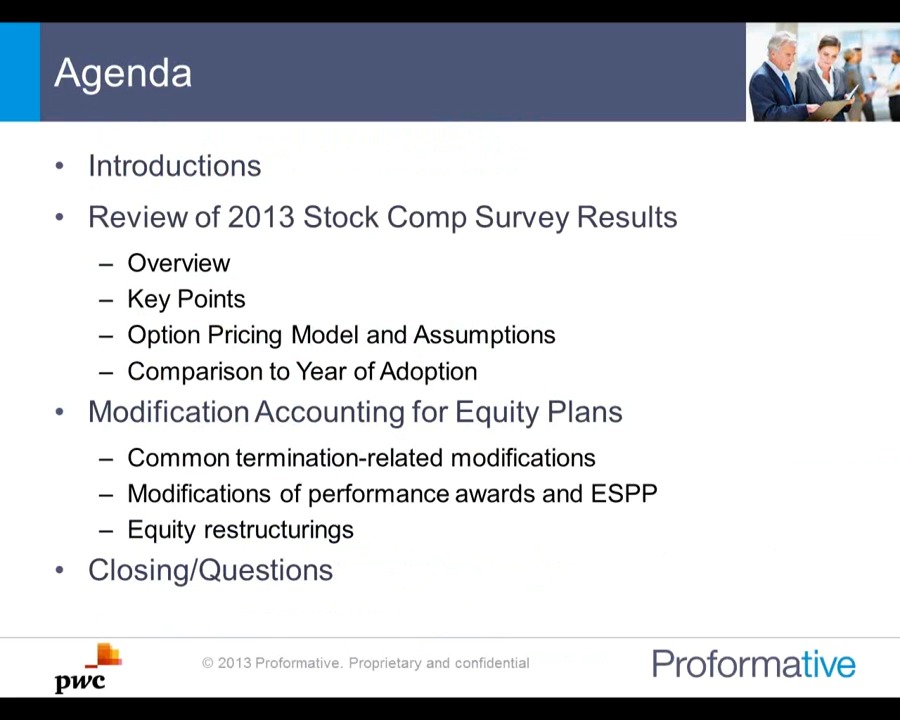 Agenda
• Introductions
• Review of 2013 Stock Comp Survey Results
– Overview
– Key Points
– Option Pricing Model and Assumptions
– Comparison to Year of Adoption
• Modification Accounting for Equity Plans
– Common termination-related modifications
– Modifications of performance awards and ESPP
– Equity restructurings
• Closing/Questions
pwc
© 2013 Proformative. Proprietary and confidential
Proformative